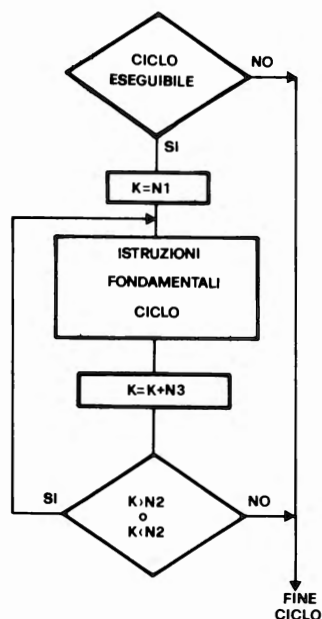 CICLO
ESEGUIBILE
NO
SI
K=N1
ISTRUZIONI
FONDAMENTALI
CICLO
K=K+N3
SI
K>N2
o
K<N2
NO
FINE
CICLO